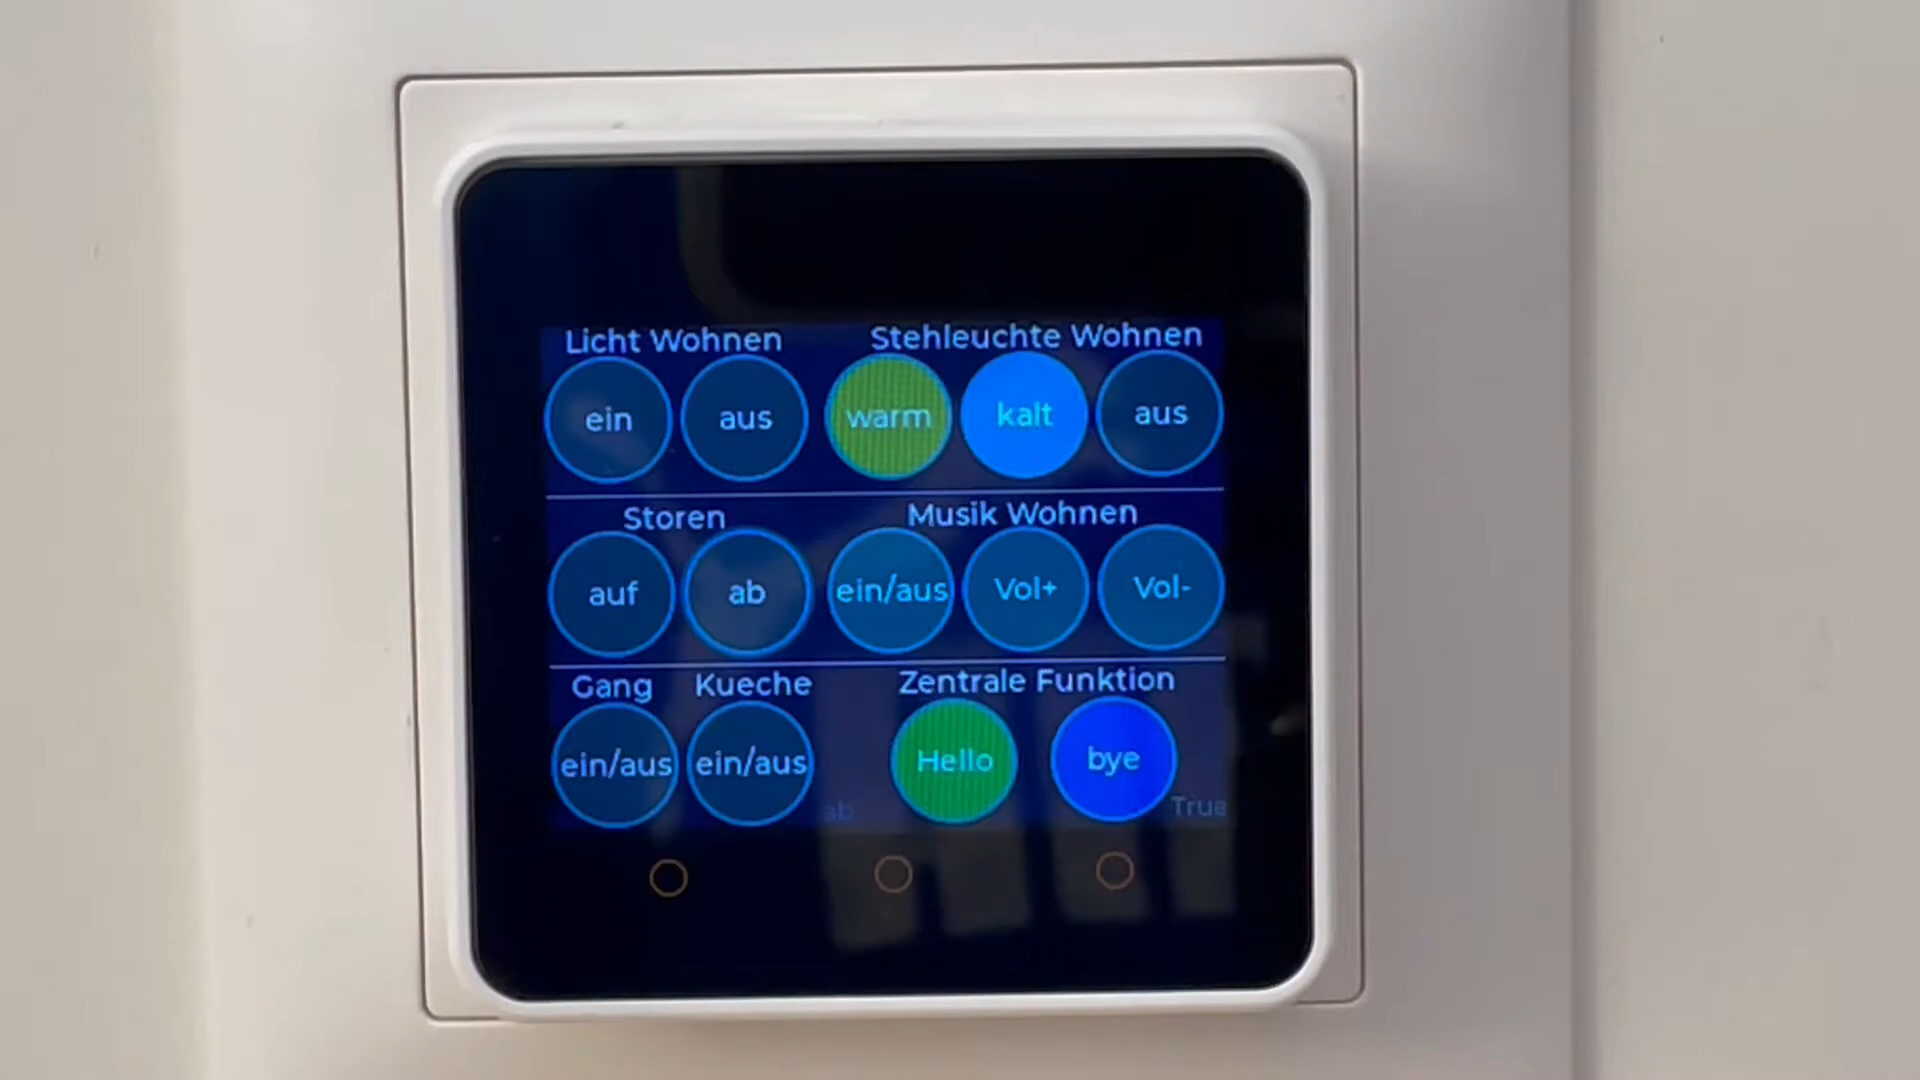 Licht Wohnen Stehleuchte Wohnen
ein aus warm kalt aus
Storen Musik Wohnen
auf ab ein/aus Vol+ Vol-
Gang Kueche Zentrale Funktion
ein/aus ein/aus Hello bye
ab True